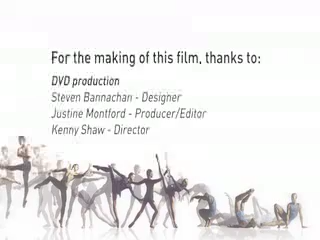 For the making of this film, thanks to:
DVD production
Steven Bannachan - Designer
Justine Montford - Producer/Editor
Kenny Shaw - Director